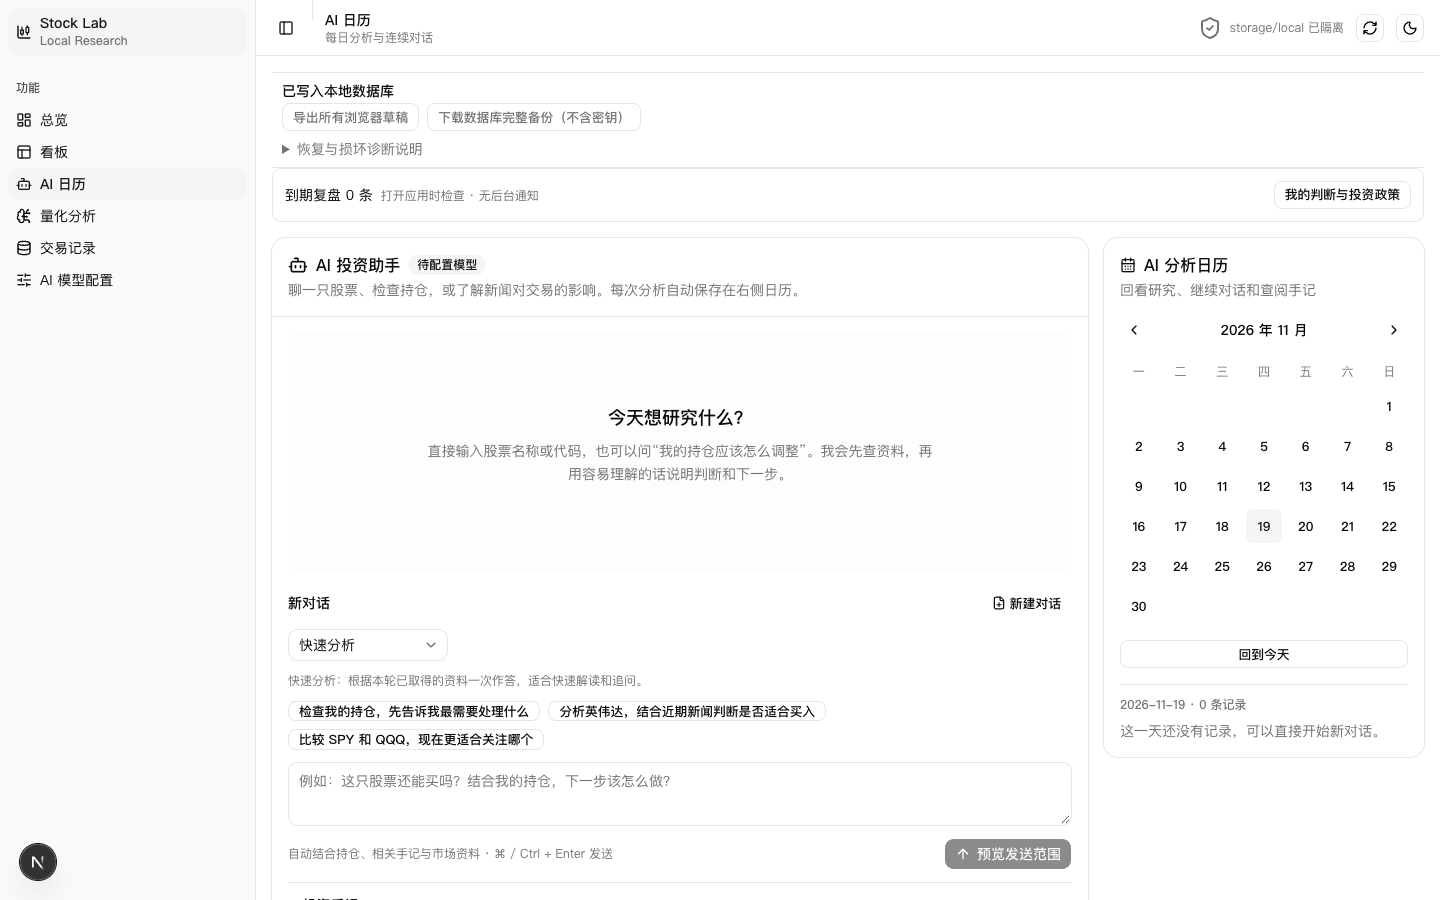 Stock Lab
Local Research
功能
总览
看板
AI 日历
量化分析
交易记录
AI 模型配置
AI 日历
每日分析与连续对话
storage/local 已隔离
已写入本地数据库
导出所有浏览器草稿
下载数据库完整备份（不含密钥）
恢复与损坏诊断说明
到期复盘 0 条 打开应用时检查 · 无后台通知
我的判断与投资政策
AI 投资助手 待配置模型
聊一只股票、检查持仓，或了解新闻对交易的影响。每次分析自动保存在右侧日历。
今天想研究什么？
直接输入股票名称或代码，也可以问“我的持仓应该怎么调整”。我会先查资料，再
用容易理解的话说明判断和下一步。
新对话
新建对话
快速分析
快速分析：根据本轮已取得的资料一次作答，适合快速解读和追问。
检查我的持仓，先告诉我最需要处理什么
分析英伟达，结合近期新闻判断是否适合买入
比较 SPY 和 QQQ，现在更适合关注哪个
例如：这只股票还能买吗？结合我的持仓，下一步该怎么做？
自动结合持仓、相关手记与市场资料 · ⌘ / Ctrl + Enter 发送
预览发送范围
AI 分析日历
回看研究、继续对话和查阅手记
2026 年 11 月
一 二 三 四 五 六 日
1
2 3 4 5 6 7 8
9 10 11 12 13 14 15
16 17 18 19 20 21 22
23 24 25 26 27 28 29
30
回到今天
2026-11-19 · 0 条记录
这一天还没有记录，可以直接开始新对话。
N